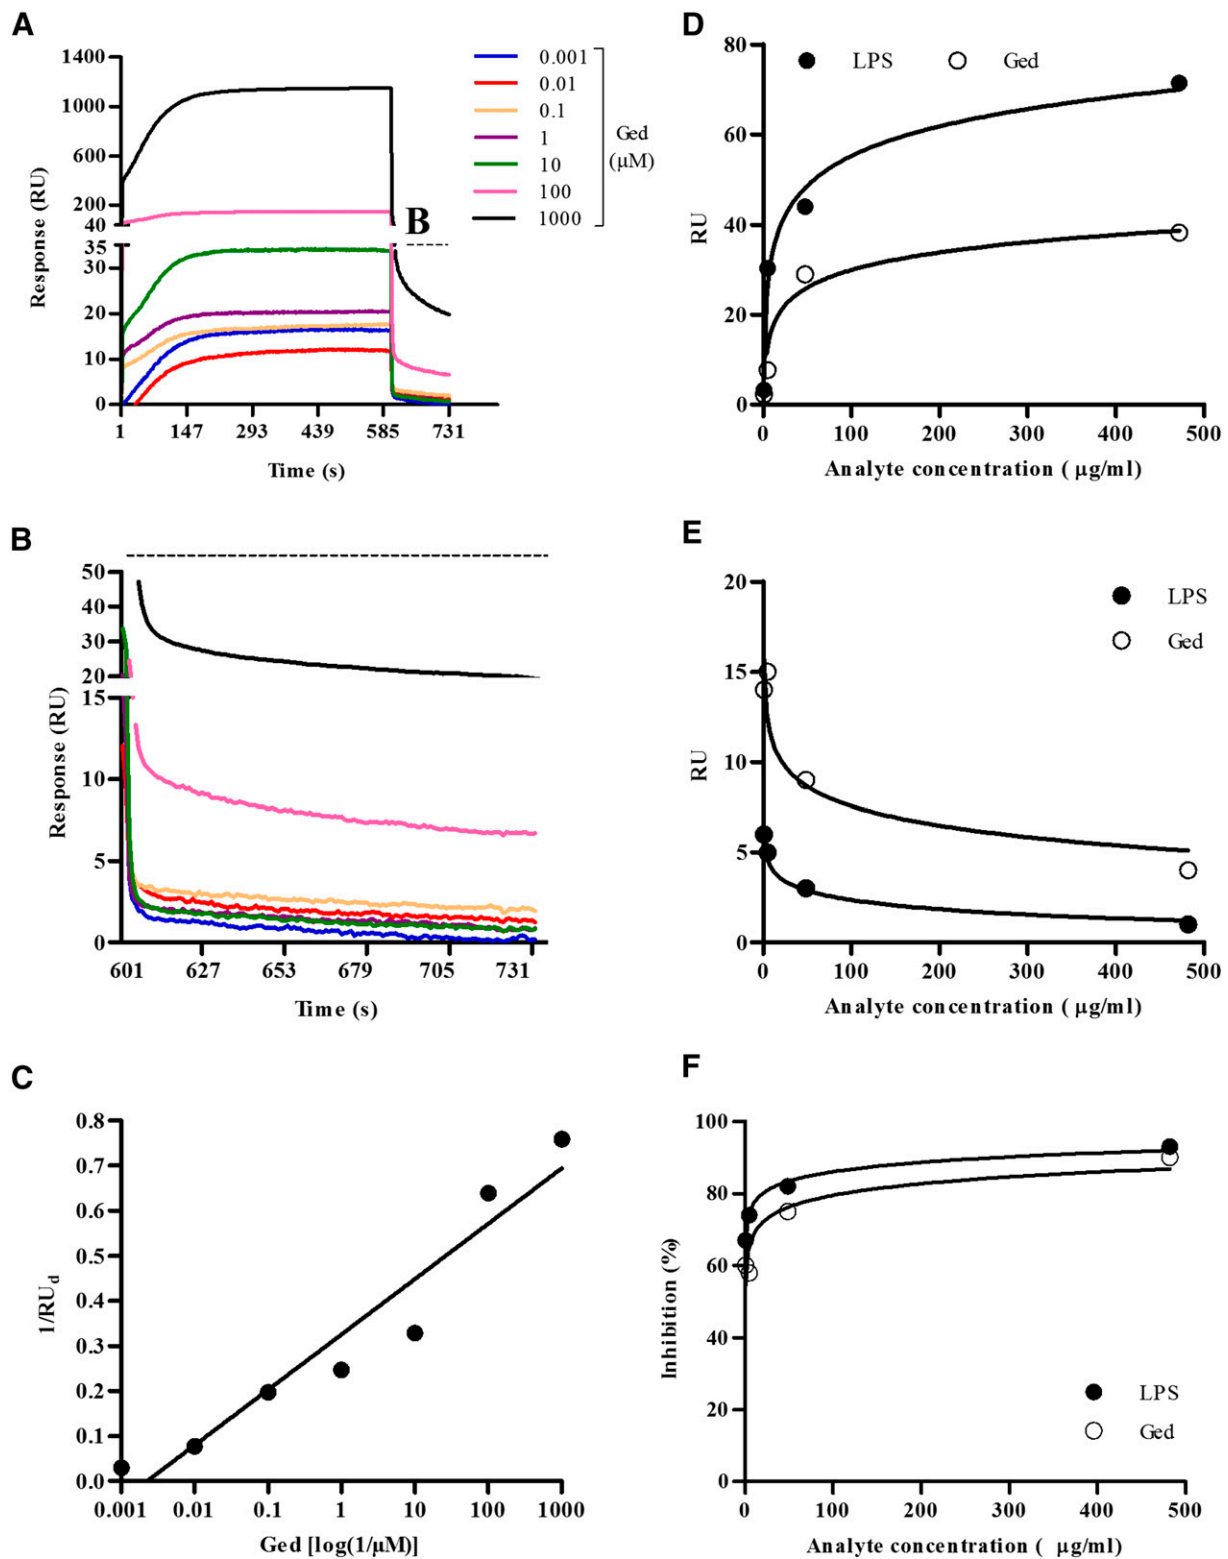 A
1400
1000
600
200
40
35
30
20
10
0
Response (RU)
1 147 293 439 585 731
Time (s)
0.001
0.01
0.1
1
10
100
1000
Ged
(μM)
B
D
80
60
40
20
0
RU
LPS Ged
0 100 200 300 400 500
Analyte concentration ( μg/ml)
B
50
40
30
20
15
10
5
0
Response (RU)
601 627 653 679 705 731
Time (s)
E
20
15
10
5
0
RU
LPS
Ged
0 100 200 300 400 500
Analyte concentration ( μg/ml)
C
0.8
0.7
0.6
0.5
0.4
0.3
0.2
0.1
0.0
1/RUd
0.001 0.01 0.1 1 10 100 1000
Ged [log(1/μM)]
F
100
80
60
40
20
0
Inhibition (%)
LPS
Ged
0 100 200 300 400 500
Analyte concentration ( μg/ml)